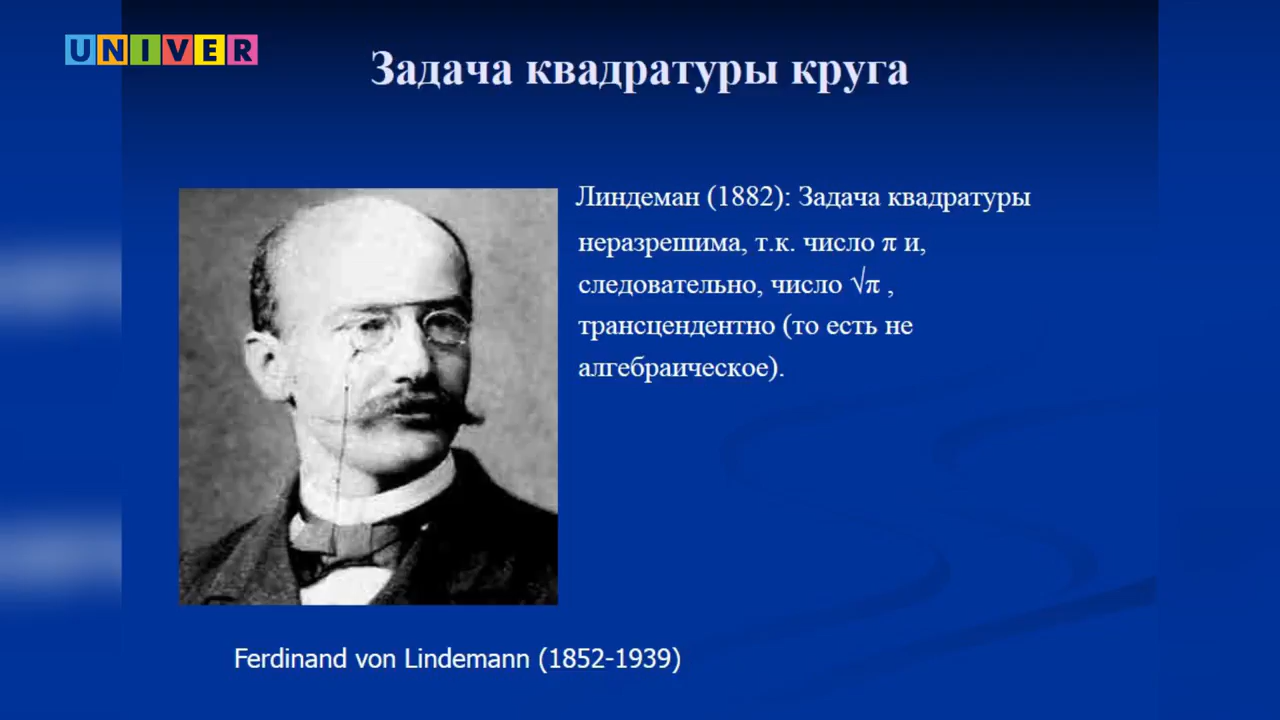 UNIVER
Задача квадратуры круга
Линдеман (1882): Задача квадратуры
неразрешима, т.к. число π и,
следовательно, число √π ,
трансцендентно (то есть не
алгебраическое).
Ferdinand von Lindemann (1852-1939)